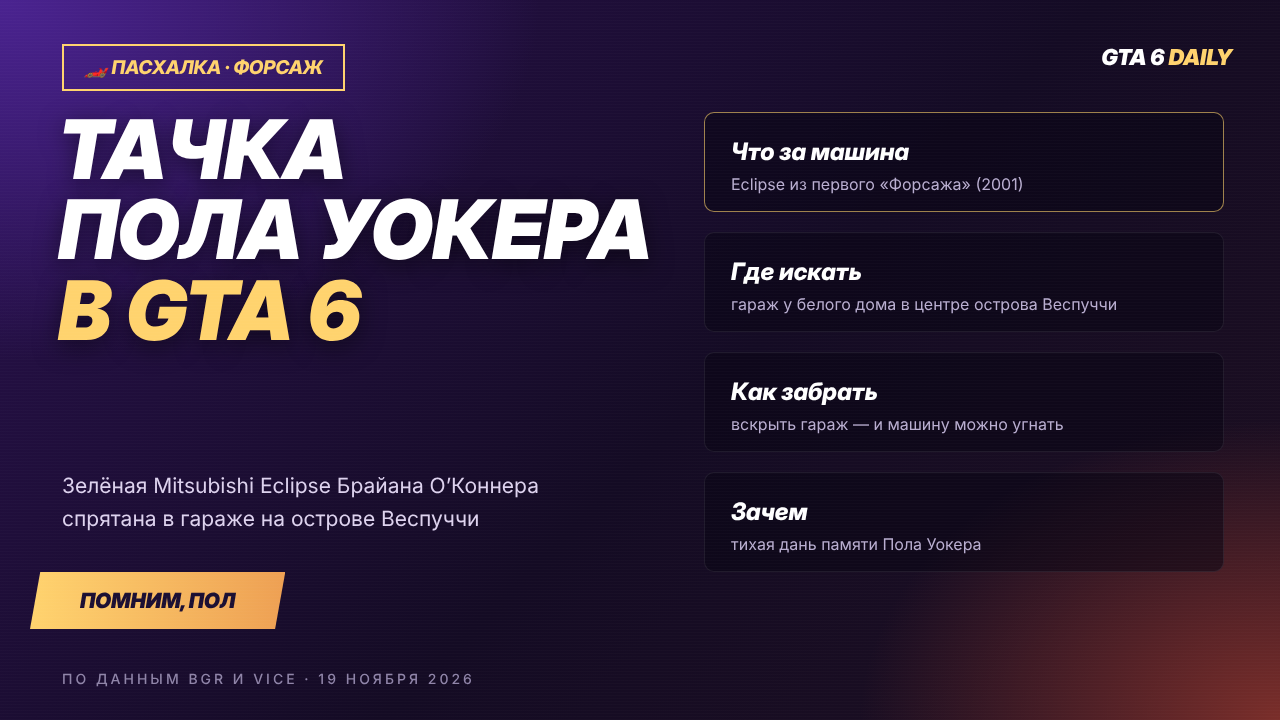 🏎️ ПАСХАЛКА · ФОРСАЖ
GTA 6 DAILY
ТАЧКА
ПОЛА УОКЕРА
В GTA 6
Зелёная Mitsubishi Eclipse Брайана О’Коннера
спрятана в гараже на острове Веспуччи
ПОМНИМ, ПОЛ
ПО ДАННЫМ BGR И VICE · 19 НОЯБРЯ 2026
Что за машина
Eclipse из первого «Форсажа» (2001)
Где искать
гараж у белого дома в центре острова Веспуччи
Как забрать
вскрыть гараж — и машину можно угнать
Зачем
тихая дань памяти Пола Уокера